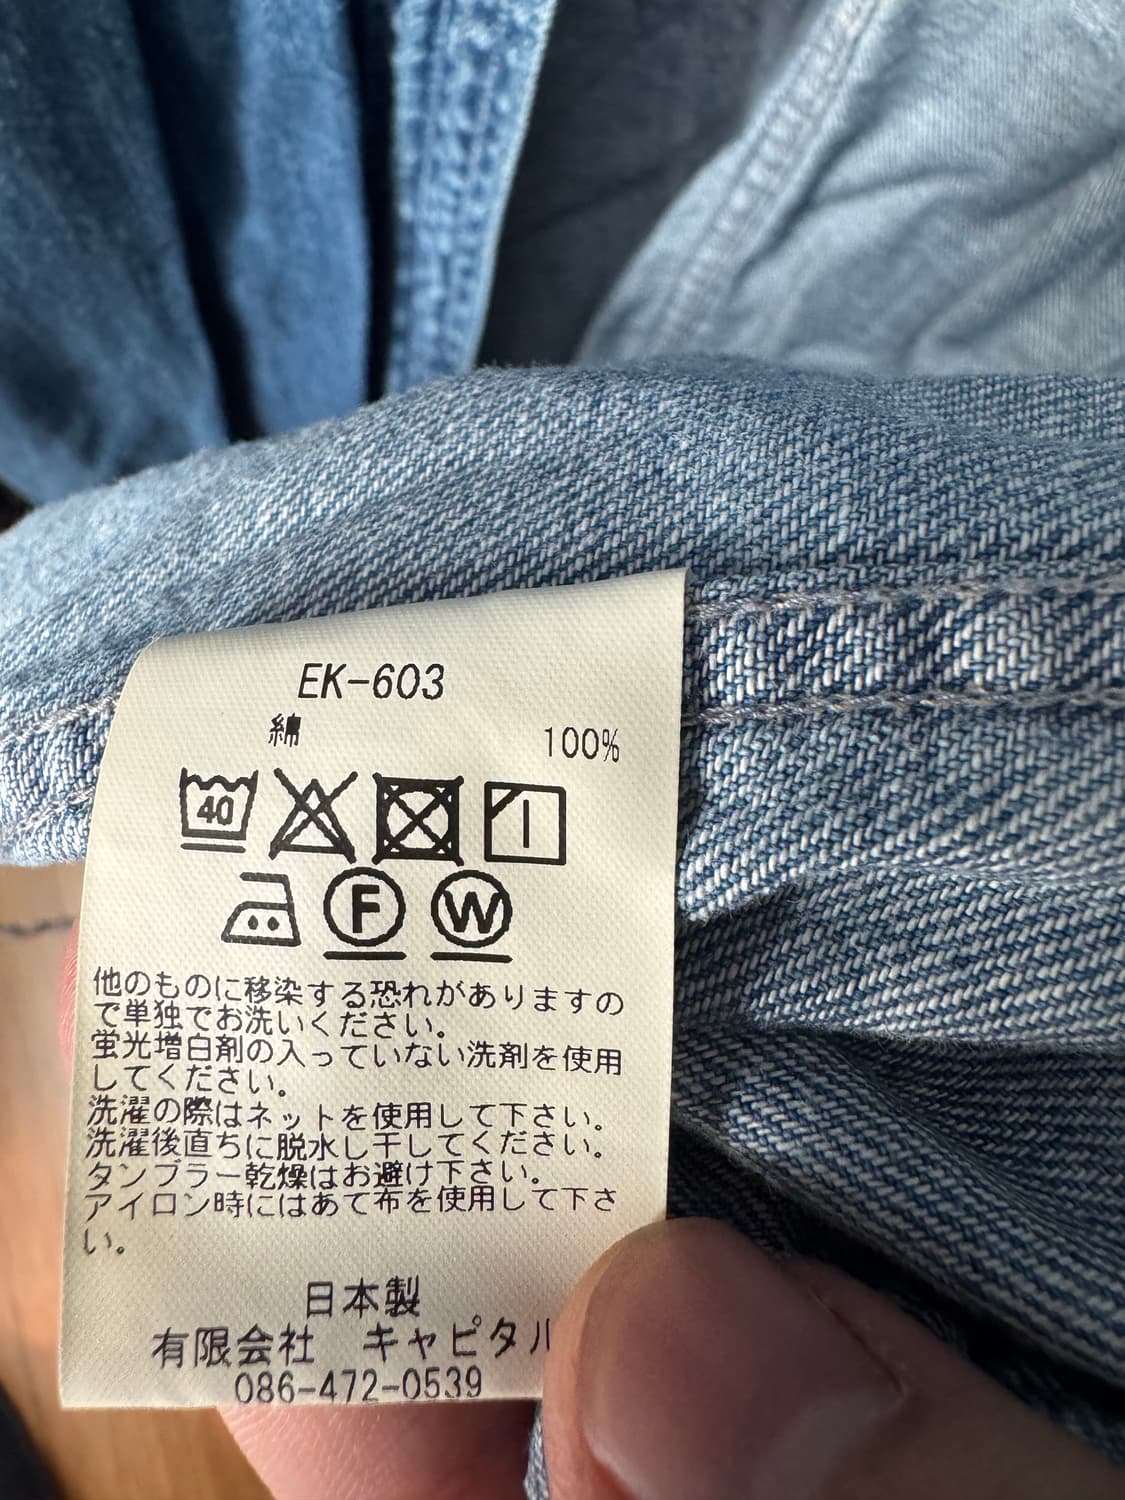 EK-603
綿 100%
40
F W
他のものに移染する恐れがありますの
で単独でお洗いください。
蛍光増白剤の入っていない洗剤を使用
してください。
洗濯の際はネットを使用して下さい。
洗濯後直ちに脱水し干してください。
タンブラー乾燥はお避け下さい。
アイロン時にはあて布を使用して下さ
い。
日本製
有限会社 キャピタル
086-472-0539